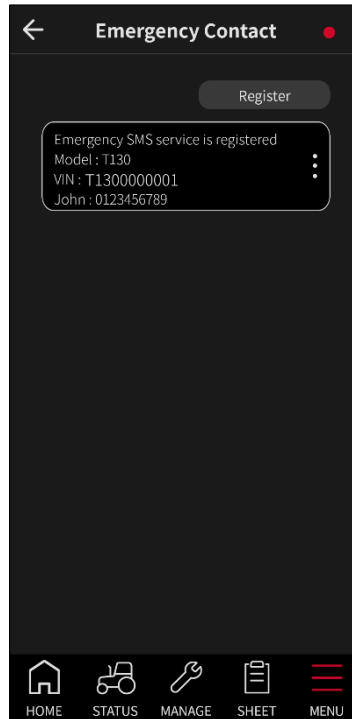 Emergency Contact
Register
Emergency SMS service is registered
Model : T130
VIN : T1300000001
John : 0123456789
HOME STATUS MANAGE SHEET MENU